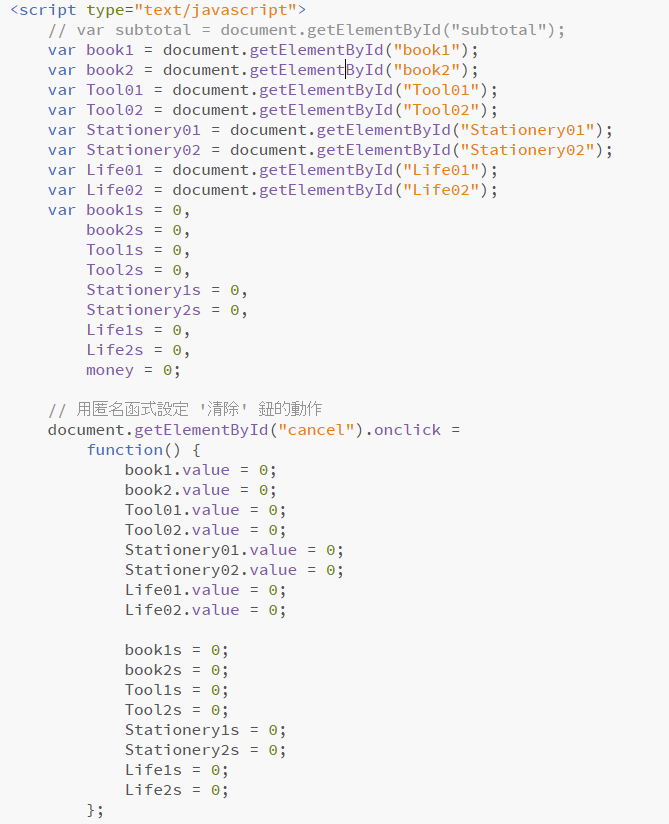 <script type="text/javascript">
    // var subtotal = document.getElementById("subtotal");
    var book1 = document.getElementById("book1");
    var book2 = document.getElementById("book2");
    var Tool01 = document.getElementById("Tool01");
    var Tool02 = document.getElementById("Tool02");
    var Stationery01 = document.getElementById("Stationery01");
    var Stationery02 = document.getElementById("Stationery02");
    var Life01 = document.getElementById("Life01");
    var Life02 = document.getElementById("Life02");
    var book1s = 0,
        book2s = 0,
        Tool1s = 0,
        Tool2s = 0,
        Stationery1s = 0,
        Stationery2s = 0,
        Life1s = 0,
        Life2s = 0,
        money = 0;

    // 用匿名函式設定 '清除' 鈕的動作
    document.getElementById("cancel").onclick =
        function() {
            book1.value = 0;
            book2.value = 0;
            Tool01.value = 0;
            Tool02.value = 0;
            Stationery01.value = 0;
            Stationery02.value = 0;
            Life01.value = 0;
            Life02.value = 0;

            book1s = 0;
            book2s = 0;
            Tool1s = 0;
            Tool2s = 0;
            Stationery1s = 0;
            Stationery2s = 0;
            Life1s = 0;
            Life2s = 0;
        };